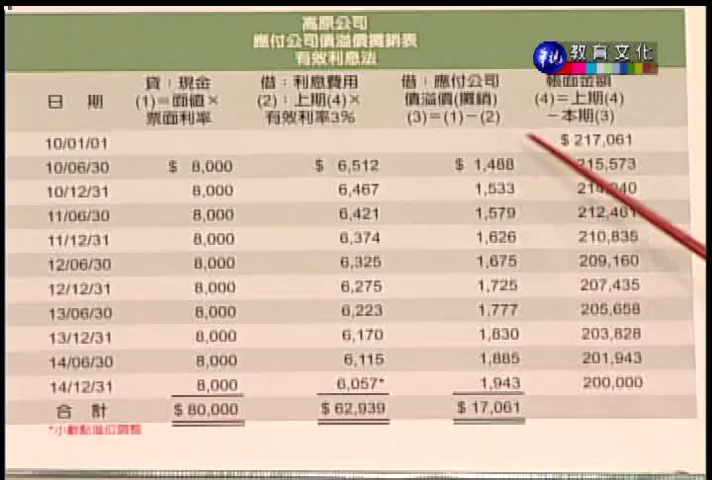 高原公司
應付公司債溢價攤銷表
有效利息法
華視 教育文化
日 期
貸：現金
(1)＝面值×
票面利率
借：利息費用
(2)：上期(4)×
有效利率3%
借：應付公司
債溢價(攤銷)
(3)＝(1)－(2)
帳面金額
(4)＝上期(4)
－本期(3)
10/01/01 $ 217,061
10/06/30 $ 8,000 $ 6,512 $ 1,488 215,573
10/12/31 8,000 6,467 1,533 214,040
11/06/30 8,000 6,421 1,579 212,461
11/12/31 8,000 6,374 1,626 210,835
12/06/30 8,000 6,325 1,675 209,160
12/12/31 8,000 6,275 1,725 207,435
13/06/30 8,000 6,223 1,777 205,658
13/12/31 8,000 6,170 1,830 203,828
14/06/30 8,000 6,115 1,885 201,943
14/12/31 8,000 6,057* 1,943 200,000
合 計 $ 80,000 $ 62,939 $ 17,061
*小數點進位調整